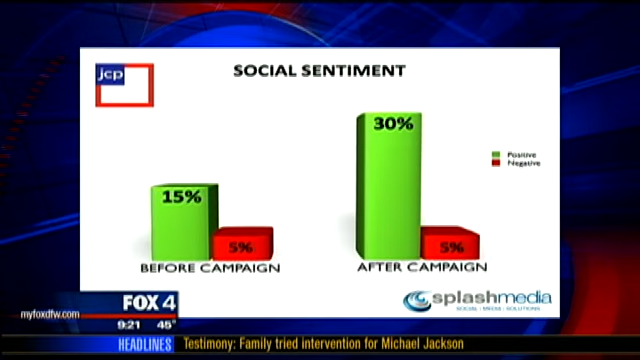 jcp
SOCIAL SENTIMENT
15%
5%
BEFORE CAMPAIGN
30%
5%
AFTER CAMPAIGN
Positive
Negative
splashmedia
SOCIAL | MEDIA | SOLUTIONS
FOX 4
myfoxdfw.com
9:21 45°
HEADLINES Testimony: Family tried intervention for Michael Jackson